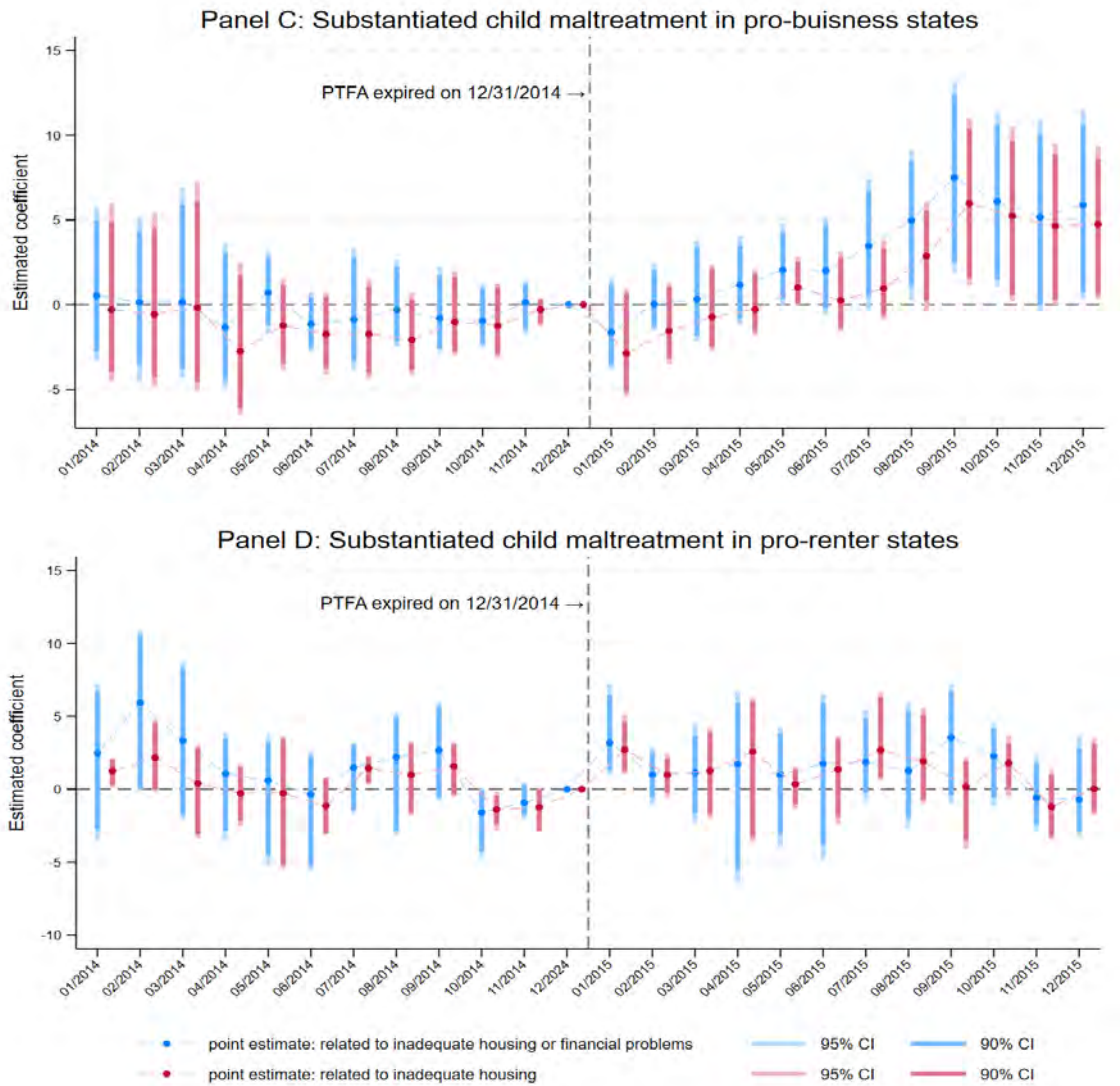 Panel C: Substantiated child maltreatment in pro-buisness states
15
PTFA expired on 12/31/2014 →
10
Estimated coefficient
5
0
-5
01/2014 02/2014 03/2014 04/2014 05/2014 06/2014 07/2014 08/2014 09/2014 10/2014 11/2014 12/2024 01/2015 02/2015 03/2015 04/2015 05/2015 06/2015 07/2015 08/2015 09/2015 10/2015 11/2015 12/2015
Panel D: Substantiated child maltreatment in pro-renter states
15
PTFA expired on 12/31/2014 →
10
Estimated coefficient
5
0
-5
-10
01/2014 02/2014 03/2014 04/2014 05/2014 06/2014 07/2014 08/2014 09/2014 10/2014 11/2014 12/2024 01/2015 02/2015 03/2015 04/2015 05/2015 06/2015 07/2015 08/2015 09/2015 10/2015 11/2015 12/2015
point estimate: related to inadequate housing or financial problems 95% CI 90% CI
point estimate: related to inadequate housing 95% CI 90% CI